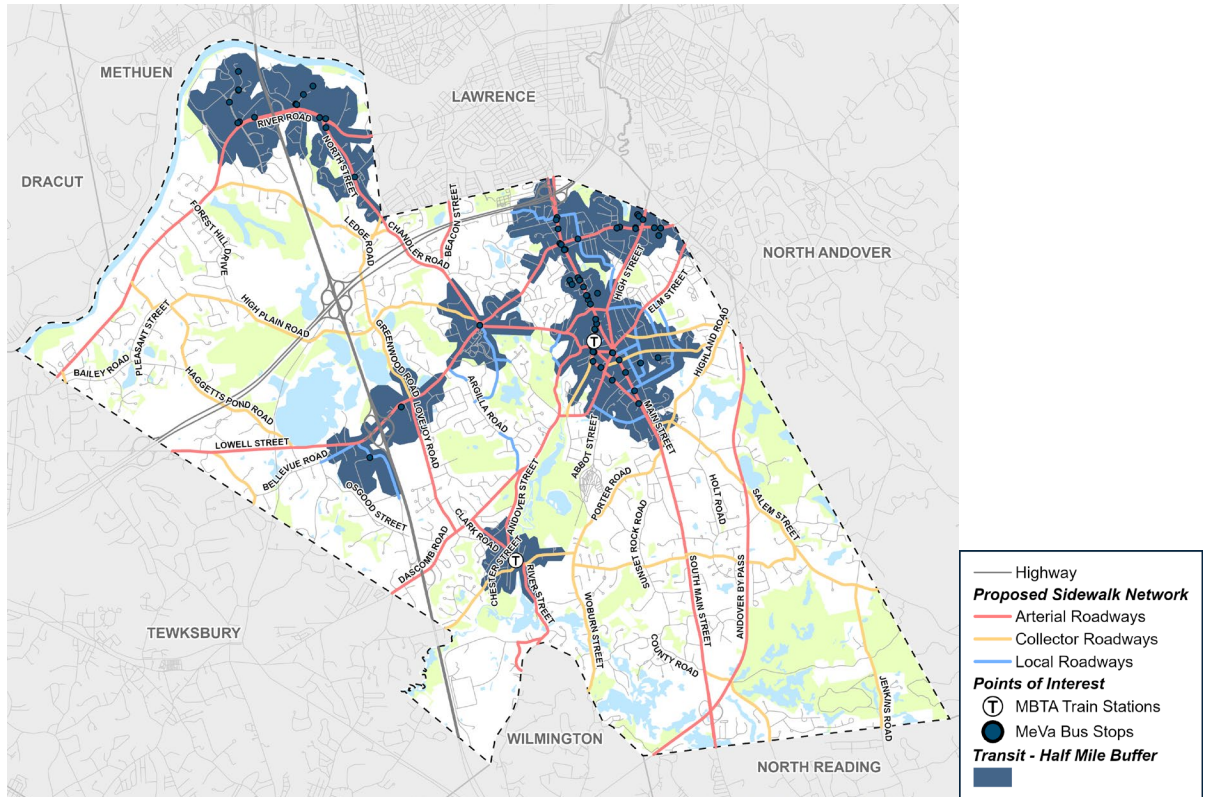 METHUEN
LAWRENCE
RIVER ROAD
NORTH STREET
DRACUT
BEACON STREET
FOREST HILL DRIVE
LEDGE ROAD
CHANDLER ROAD
NORTH ANDOVER
HIGH STREET
ELM STREET
HIGH PLAIN ROAD
PLEASANT STREET
GREENWOOD ROAD
T
HIGHLAND ROAD
BAILEY ROAD
HAGGETTS POND ROAD
ARGILLA ROAD
LOVEJOY ROAD
MAIN STREET
LOWELL STREET
ABBOT STREET
BELLEVUE ROAD
OSGOOD STREET
ANDOVER STREET
PORTER ROAD
HOLT ROAD
SALEM STREET
CLARK ROAD
SUNSET ROCK ROAD
DASCOMB ROAD
CHESTER STREET
T
RIVER STREET
SOUTH MAIN STREET
ANDOVER BY PASS
WOBURN STREET
TEWKSBURY
COUNTY ROAD
JENKINS ROAD
WILMINGTON
NORTH READING
Highway
Proposed Sidewalk Network
Arterial Roadways
Collector Roadways
Local Roadways
Points of Interest
T MBTA Train Stations
MeVa Bus Stops
Transit - Half Mile Buffer